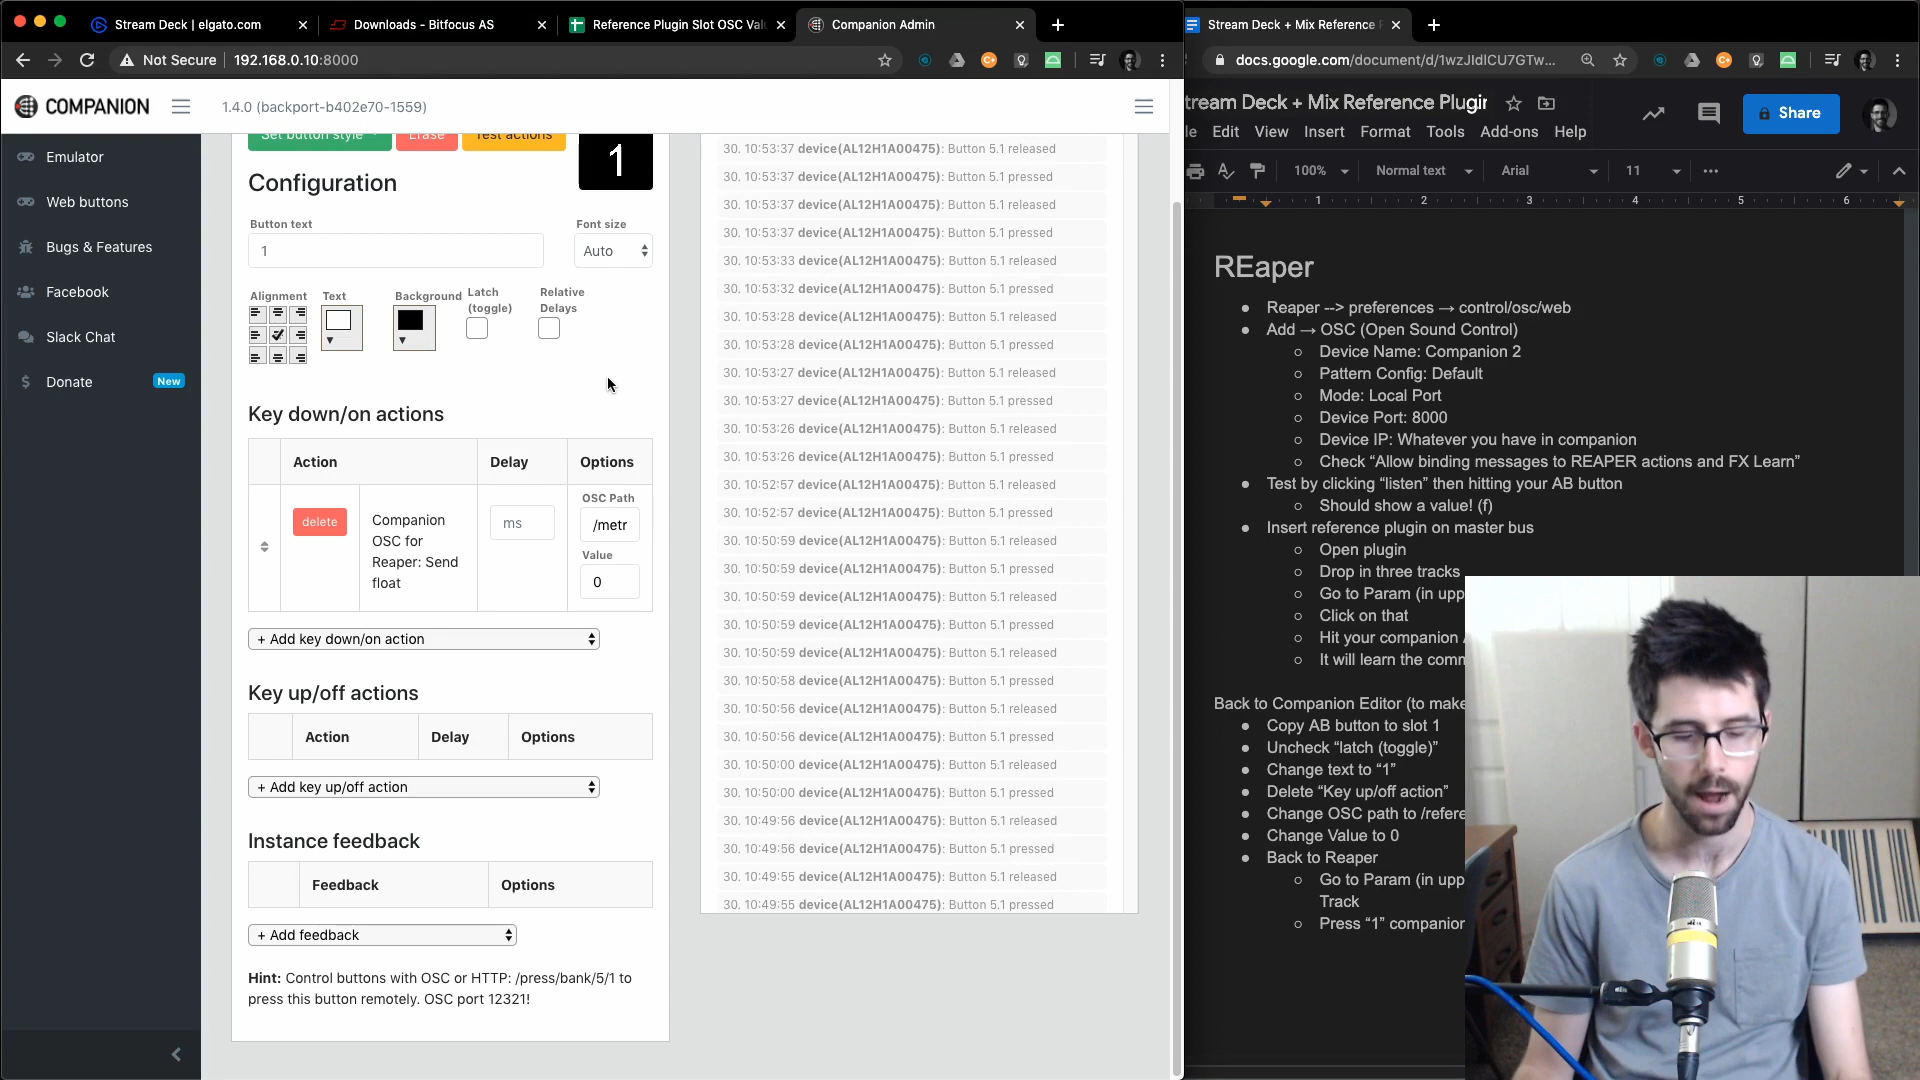 Stream Deck | elgato.com
Downloads - Bitfocus AS
Reference Plugin Slot OSC Val
Companion Admin
Stream Deck + Mix Reference
Not Secure
192.168.0.10:8000
docs.google.com/document/d/1wzJIdlCU7GTw...
COMPANION
1.4.0 (backport-b402e70-1559)
Emulator
Web buttons
Bugs & Features
Facebook
Slack Chat
Donate
New
Set button style
Erase
Test actions
1
Configuration
Button text
Font size
1
Auto
Alignment
Text
Background
Latch
(toggle)
Relative
Delays
Key down/on actions
Action
Delay
Options
delete
Companion
OSC for
Reaper: Send
float
ms
OSC Path
/metr
Value
0
+ Add key down/on action
Key up/off actions
Action
Delay
Options
+ Add key up/off action
Instance feedback
Feedback
Options
+ Add feedback
Hint: Control buttons with OSC or HTTP: /press/bank/5/1 to
press this button remotely. OSC port 12321!
30. 10:53:37 device(AL12H1A00475): Button 5.1 released
30. 10:53:37 device(AL12H1A00475): Button 5.1 pressed
30. 10:53:37 device(AL12H1A00475): Button 5.1 released
30. 10:53:37 device(AL12H1A00475): Button 5.1 pressed
30. 10:53:33 device(AL12H1A00475): Button 5.1 released
30. 10:53:32 device(AL12H1A00475): Button 5.1 pressed
30. 10:53:28 device(AL12H1A00475): Button 5.1 released
30. 10:53:28 device(AL12H1A00475): Button 5.1 pressed
30. 10:53:27 device(AL12H1A00475): Button 5.1 released
30. 10:53:27 device(AL12H1A00475): Button 5.1 pressed
30. 10:53:26 device(AL12H1A00475): Button 5.1 released
30. 10:53:26 device(AL12H1A00475): Button 5.1 pressed
30. 10:52:57 device(AL12H1A00475): Button 5.1 released
30. 10:52:57 device(AL12H1A00475): Button 5.1 pressed
30. 10:50:59 device(AL12H1A00475): Button 5.1 released
30. 10:50:59 device(AL12H1A00475): Button 5.1 pressed
30. 10:50:59 device(AL12H1A00475): Button 5.1 released
30. 10:50:59 device(AL12H1A00475): Button 5.1 pressed
30. 10:50:59 device(AL12H1A00475): Button 5.1 released
30. 10:50:58 device(AL12H1A00475): Button 5.1 pressed
30. 10:50:56 device(AL12H1A00475): Button 5.1 released
30. 10:50:56 device(AL12H1A00475): Button 5.1 pressed
30. 10:50:00 device(AL12H1A00475): Button 5.1 released
30. 10:50:00 device(AL12H1A00475): Button 5.1 pressed
30. 10:49:56 device(AL12H1A00475): Button 5.1 released
30. 10:49:56 device(AL12H1A00475): Button 5.1 pressed
30. 10:49:55 device(AL12H1A00475): Button 5.1 released
30. 10:49:55 device(AL12H1A00475): Button 5.1 pressed
tream Deck + Mix Reference Plugin
le Edit View Insert Format Tools Add-ons Help
Share
100% Normal text Arial 11
1 2 3 4 5 6
REaper
Reaper --> preferences → control/osc/web
Add → OSC (Open Sound Control)
Device Name: Companion 2
Pattern Config: Default
Mode: Local Port
Device Port: 8000
Device IP: Whatever you have in companion
Check “Allow binding messages to REAPER actions and FX Learn”
Test by clicking “listen” then hitting your AB button
Should show a value! (f)
Insert reference plugin on master bus
Open plugin
Drop in three tracks
Go to Param (in upp
Click on that
Hit your companion
It will learn the comm
Back to Companion Editor (to make
Copy AB button to slot 1
Uncheck “latch (toggle)”
Change text to “1”
Delete “Key up/off action”
Change OSC path to /refere
Change Value to 0
Back to Reaper
Go to Param (in upp
Track
Press “1” companion